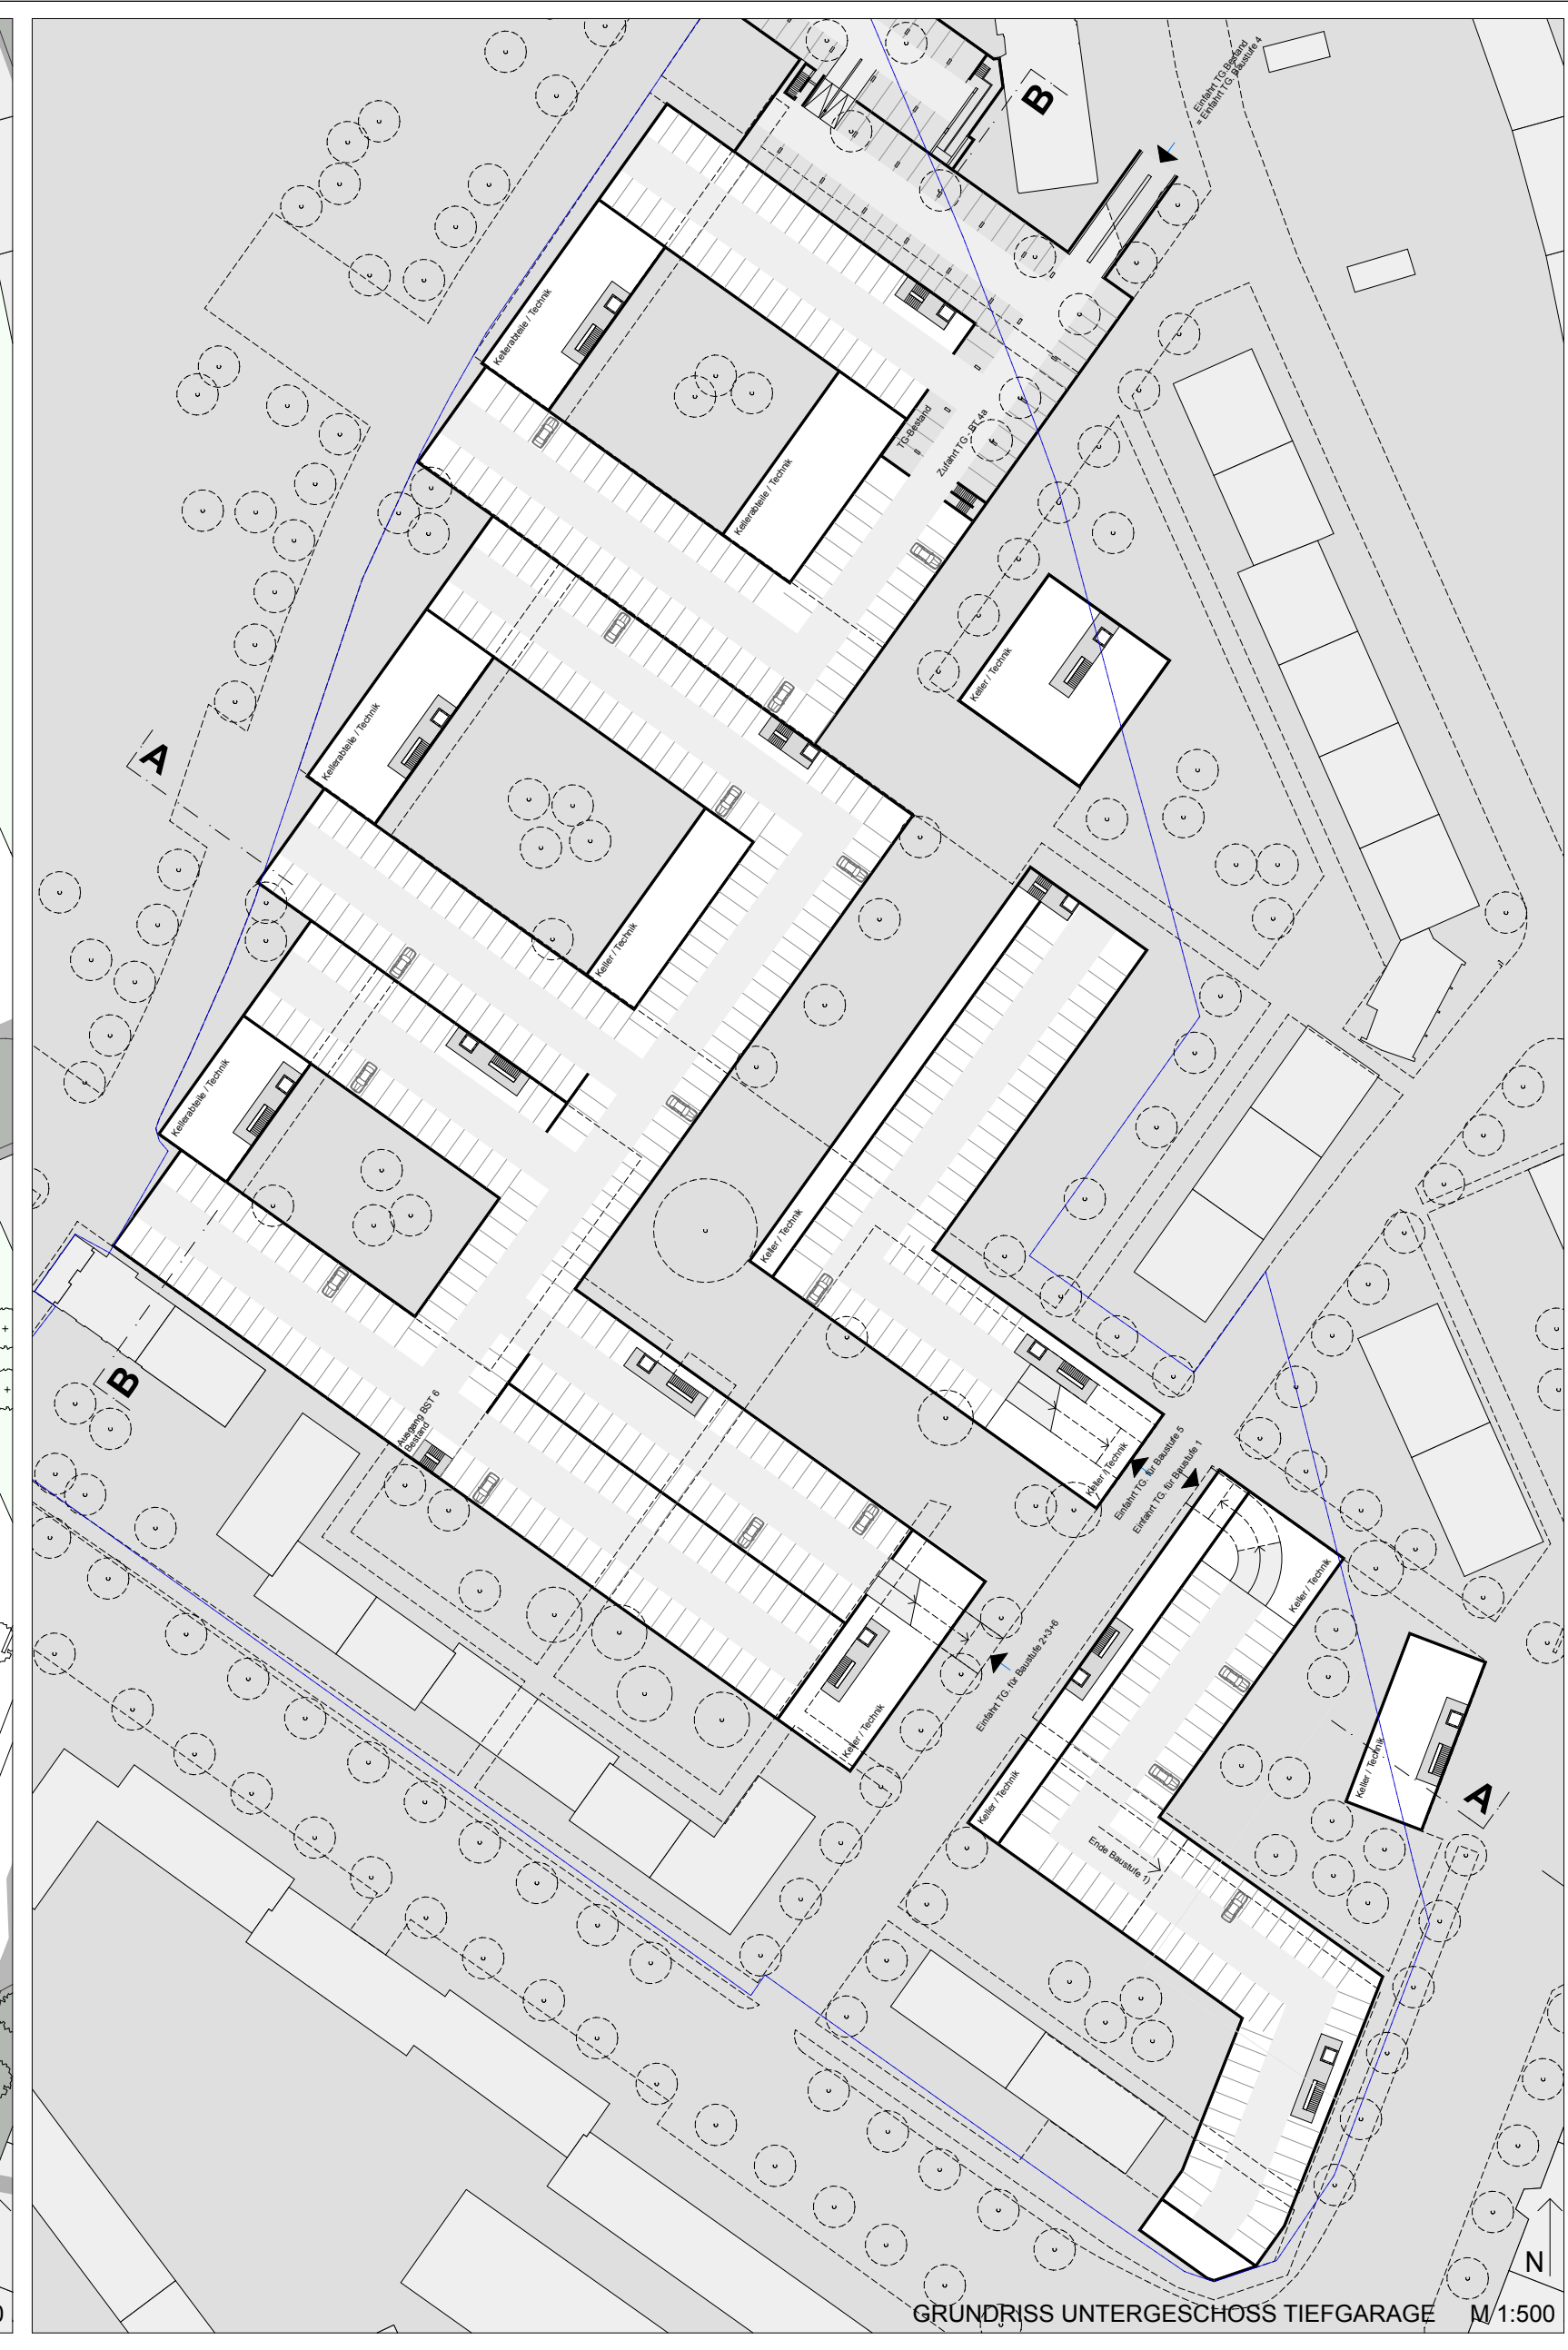 B
Einfahrt TG Bestand
= Einfahrt TG. Baustufe 4
Kellerabteile / Technik
TG-Bestand
Zufahrt TG - BT 4a
Kellerabteile / Technik
Keller / Technik
Kellerabteile / Technik
A
Keller / Technik
Kellerabteile / Technik
Keller / Technik
B
Ausgang BST 6
Bestand
Keller / Technik
Einfahrt TG. für Baustufe 5
Einfahrt TG. für Baustufe 1
Keller / Technik
Einfahrt TG. für Baustufe 2+3+6
Keller / Technik
Keller / Technik
Keller / Technik
A
Ende Baustufe 1)
N
GRUNDRISS UNTERGESCHOSS TIEFGARAGE M 1:500